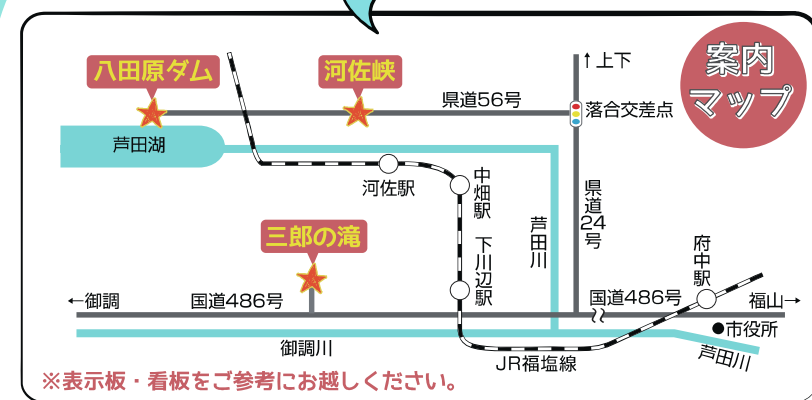 案内
マップ
八田原ダム
河佐峡
↑上下
県道56号
落合交差点
芦田湖
河佐駅
中畑駅
県道24号
芦田川
三郎の滝
下川辺駅
府中駅
←御調
国道486号
国道486号
福山→
市役所
御調川
芦田川
JR福塩線
※表示板・看板をご参考にお越しください。